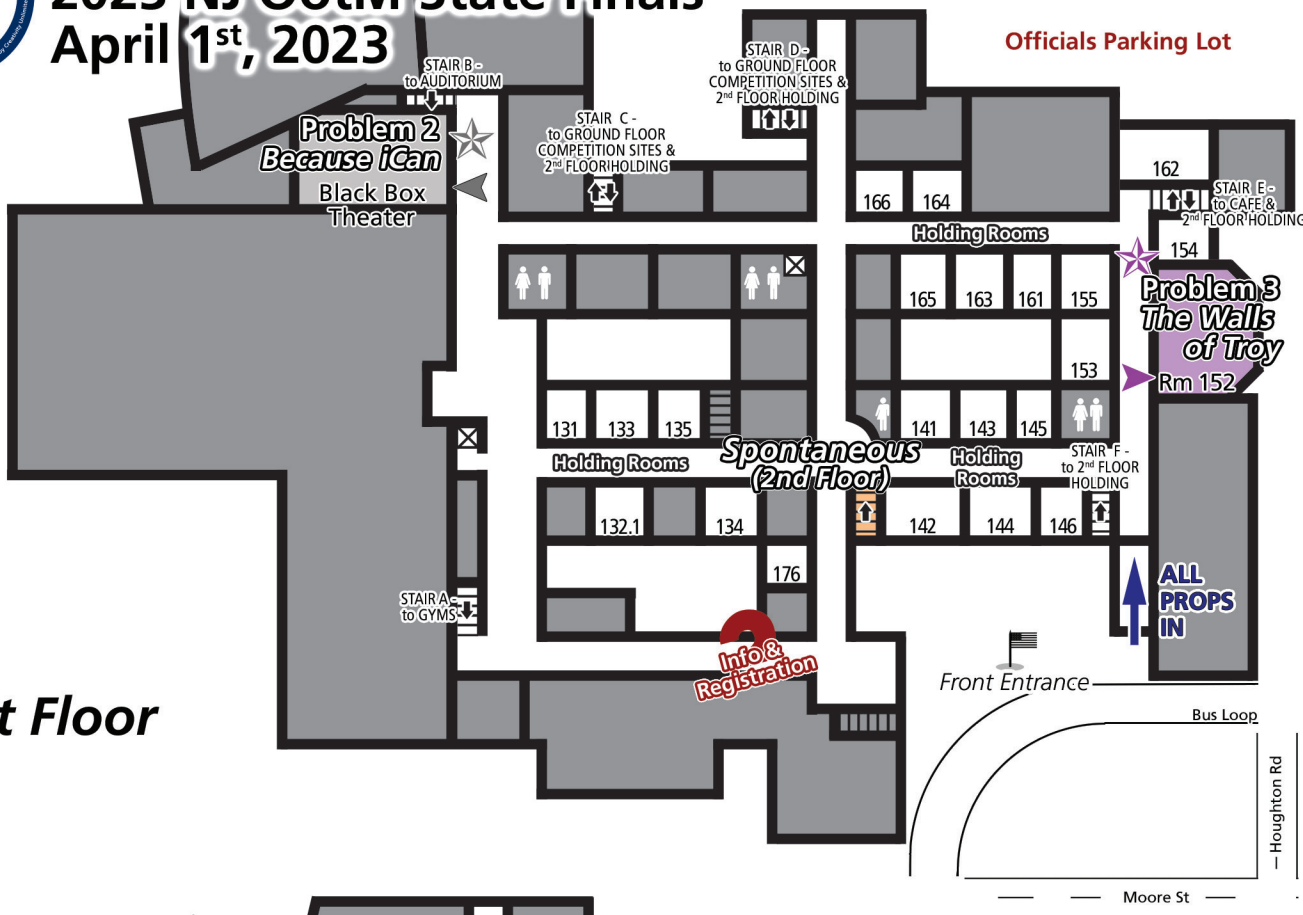 2023 NJ OotM State Finals
April 1st, 2023
by Creativity Unlimited
Officials Parking Lot
STAIR B -
to AUDITORIUM
STAIR C -
to GROUND FLOOR
COMPETITION SITES &
2nd FLOOR HOLDING
STAIR D -
to GROUND FLOOR
COMPETITION SITES &
2nd FLOOR HOLDING
Problem 2
Because iCan
Black Box
Theater
162
STAIR E -
to CAFE &
2nd FLOOR HOLDING
166
164
Holding Rooms
154
165
163
161
155
Problem 3
The Walls
of Troy
Rm 152
153
131
133
135
141
143
145
Holding Rooms
Spontaneous
(2nd Floor)
Holding
Rooms
STAIR F -
to 2nd FLOOR
HOLDING
132.1
134
142
144
146
176
STAIR A -
to GYMS
ALL
PROPS
IN
Info &
Registration
Front Entrance
t Floor
Bus Loop
Houghton Rd
Moore St